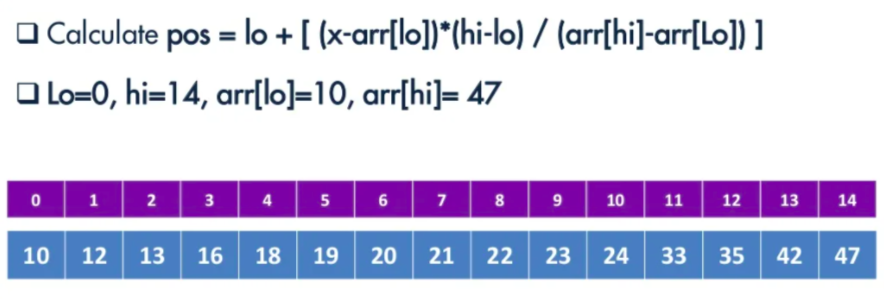 ❑ Calculate pos = lo + [ (x-arr[lo])*(hi-lo) / (arr[hi]-arr[Lo]) ]
❑ Lo=0, hi=14, arr[lo]=10, arr[hi]= 47
0 1 2 3 4 5 6 7 8 9 10 11 12 13 14
10 12 13 16 18 19 20 21 22 23 24 33 35 42 47